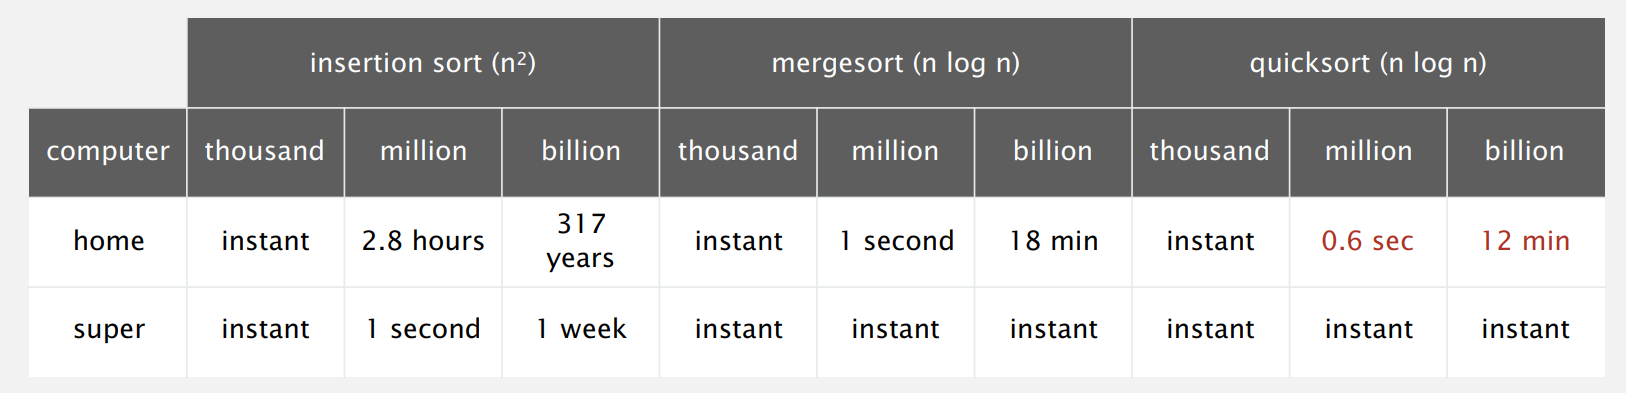 insertion sort (n²) mergesort (n log n) quicksort (n log n)
computer thousand million billion thousand million billion thousand million billion
home instant 2.8 hours 317 years instant 1 second 18 min instant 0.6 sec 12 min
super instant 1 second 1 week instant instant instant instant instant instant